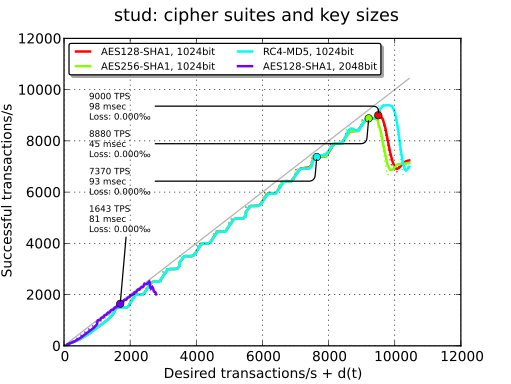 stud: cipher suites and key sizes
AES128-SHA1, 1024bit
RC4-MD5, 1024bit
AES256-SHA1, 1024bit
AES128-SHA1, 2048bit
9000 TPS
98 msec
Loss: 0.000‰
8880 TPS
45 msec
Loss: 0.000‰
7370 TPS
93 msec
Loss: 0.000‰
1643 TPS
81 msec
Loss: 0.000‰
Successful transactions/s
12000
10000
8000
6000
4000
2000
0
0 2000 4000 6000 8000 10000 12000
Desired transactions/s + d(t)